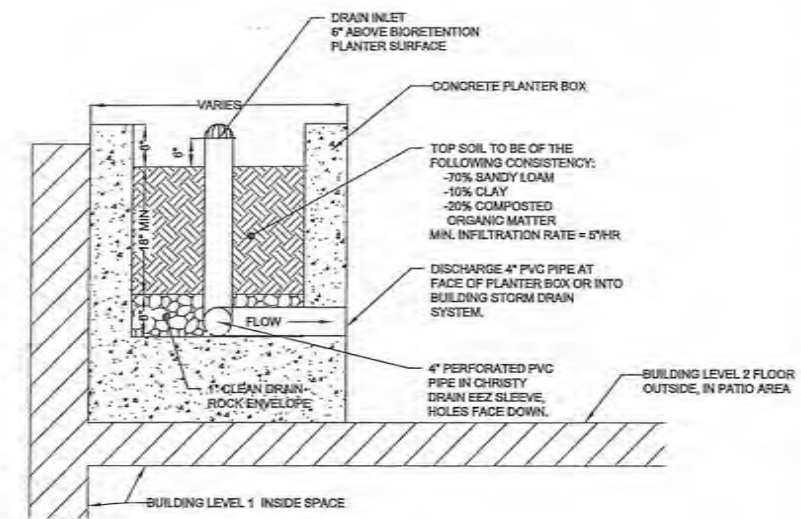 DRAIN INLET
6" ABOVE BIORETENTION
PLANTER SURFACE
CONCRETE PLANTER BOX
VARIES
6"
TOP SOIL TO BE OF THE
FOLLOWING CONSISTENCY:
-70% SANDY LOAM
-10% CLAY
-20% COMPOSTED
ORGANIC MATTER
MIN. INFILTRATION RATE = 5"/HR
18" MIN
DISCHARGE 4" PVC PIPE AT
FACE OF PLANTER BOX OR INTO
BUILDING STORM DRAIN
SYSTEM.
FLOW
4" PERFORATED PVC
PIPE IN CHRISTY
DRAIN EEZ SLEEVE,
HOLES FACE DOWN.
1" CLEAN DRAIN
ROCK ENVELOPE
BUILDING LEVEL 2 FLOOR
OUTSIDE, IN PATIO AREA
BUILDING LEVEL 1 INSIDE SPACE